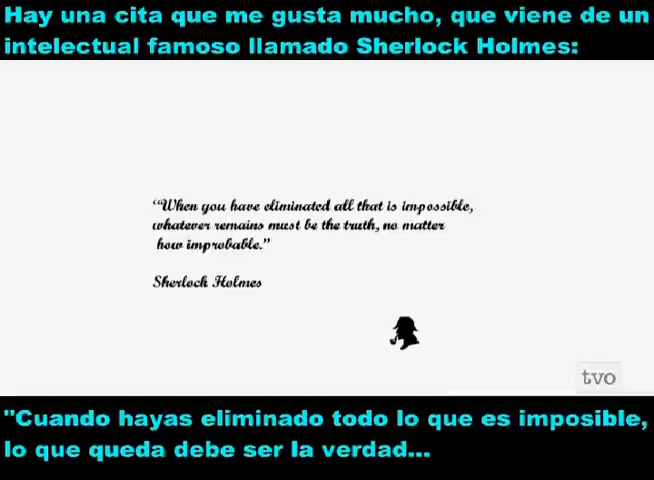 Hay una cita que me gusta mucho, que viene de un
intelectual famoso llamado Sherlock Holmes:
“When you have eliminated all that is impossible,
whatever remains must be the truth, no matter
how improbable.”
Sherlock Holmes
tvo
"Cuando hayas eliminado todo lo que es imposible,
lo que queda debe ser la verdad...